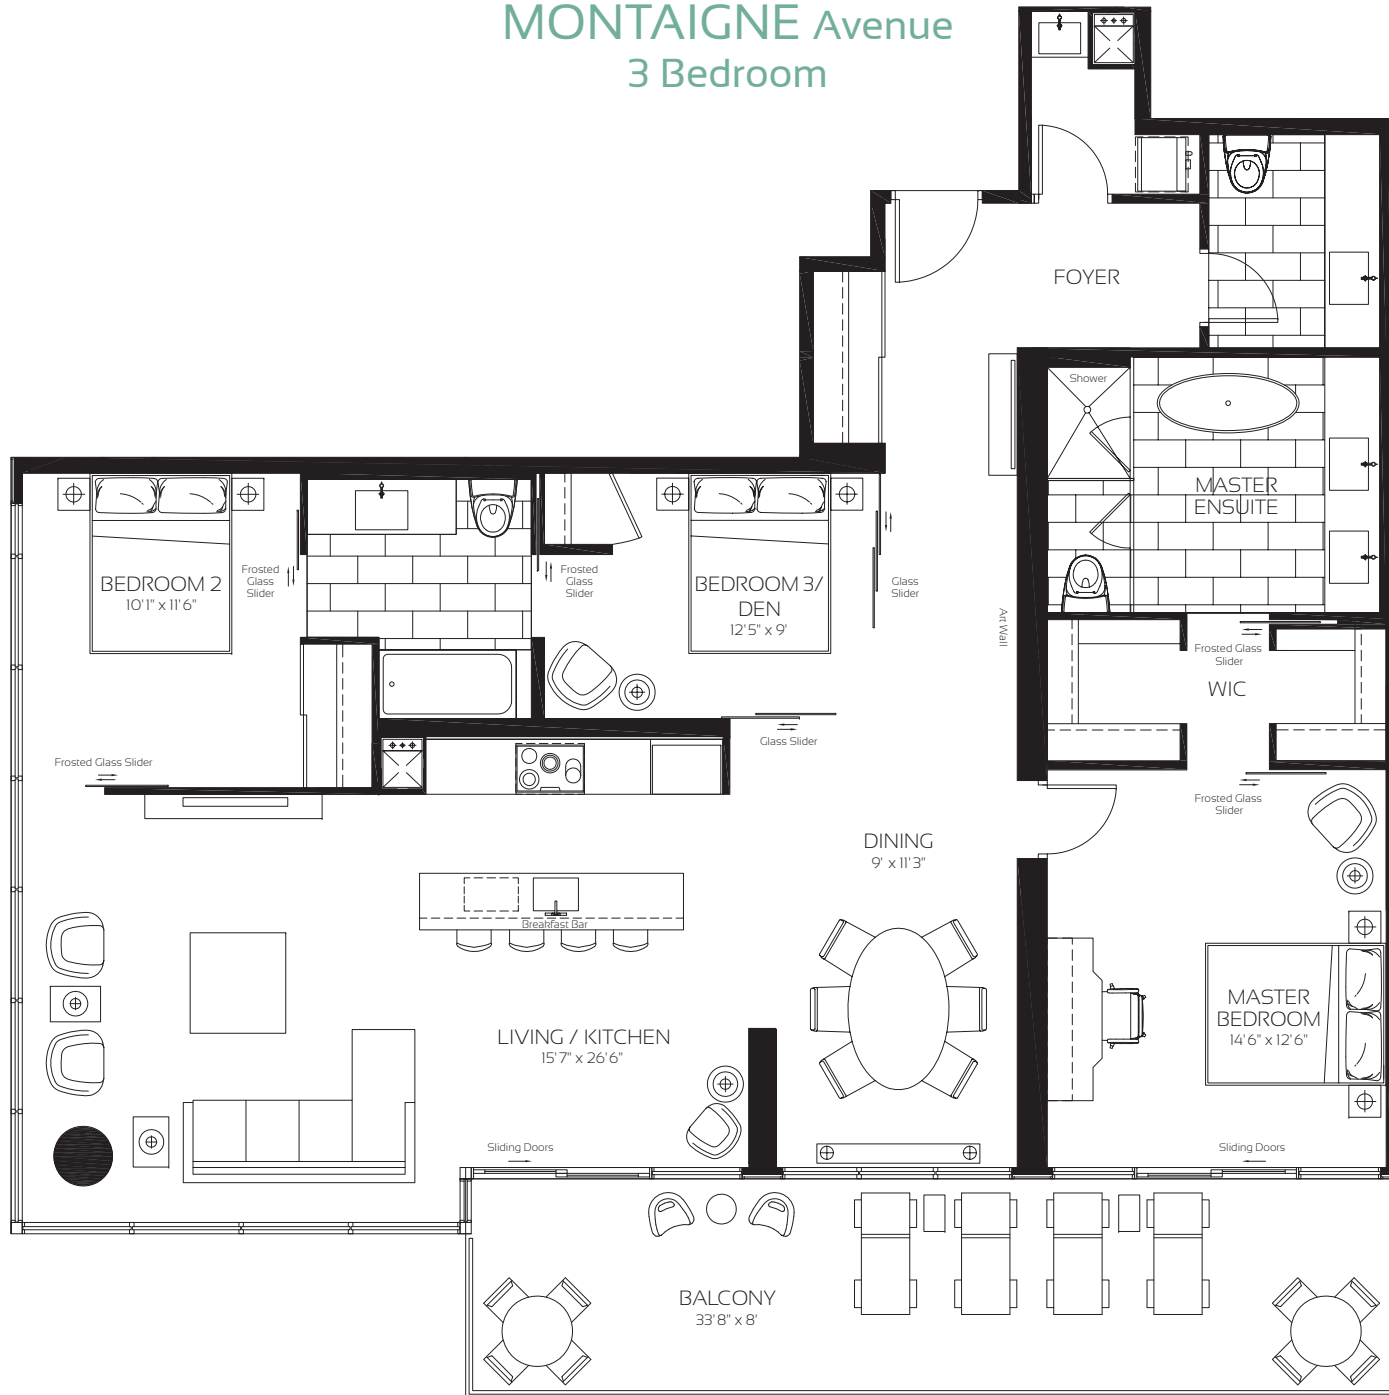 MONTAIGNE Avenue
3 Bedroom
FOYER
Shower
MASTER
ENSUITE
BEDROOM 2
10'1" x 11'6"
Frosted
Glass
Slider
Frosted
Glass
Slider
BEDROOM 3/
DEN
12'5" x 9'
Glass
Slider
Art Wall
Frosted Glass
Slider
WIC
Glass Slider
Frosted Glass Slider
Frosted Glass
Slider
DINING
9' x 11'3"
Breakfast Bar
LIVING / KITCHEN
15'7" x 26'6"
MASTER
BEDROOM
14'6" x 12'6"
Sliding Doors
Sliding Doors
BALCONY
33'8" x 8'